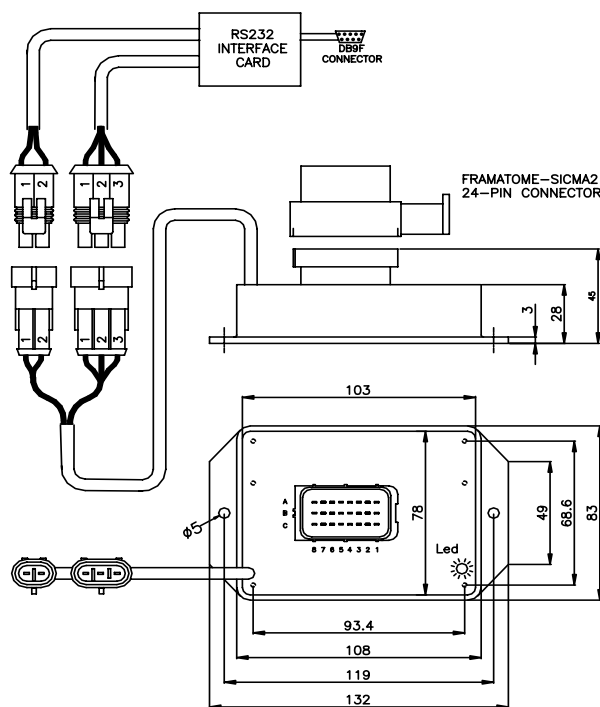 RS232
INTERFACE
CARD
DB9F
CONNECTOR
1 2
1 2 3
FRAMATOME-SICMA2
24-PIN CONNECTOR
1 2
1 2 3
3
28
45
103
A
B
C
8 7 6 5 4 3 2 1
78
Led
49
68.6
83
ø5
93.4
108
119
132